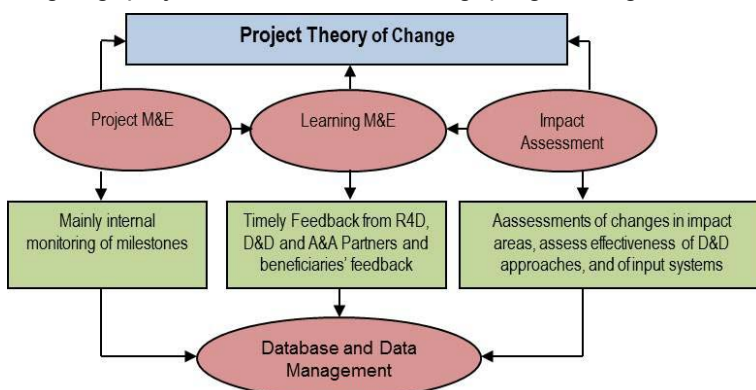 Project Theory of Change
Project M&E
Learning M&E
Impact
Assessment
Mainly internal
monitoring of milestones
Timely Feedback from R4D,
D&D and A&A Partners and
beneficiaries' feedback
Aassessments of changes in impact
areas, assess effectiveness of D&D
approaches, and of input systems
Database and Data
Management